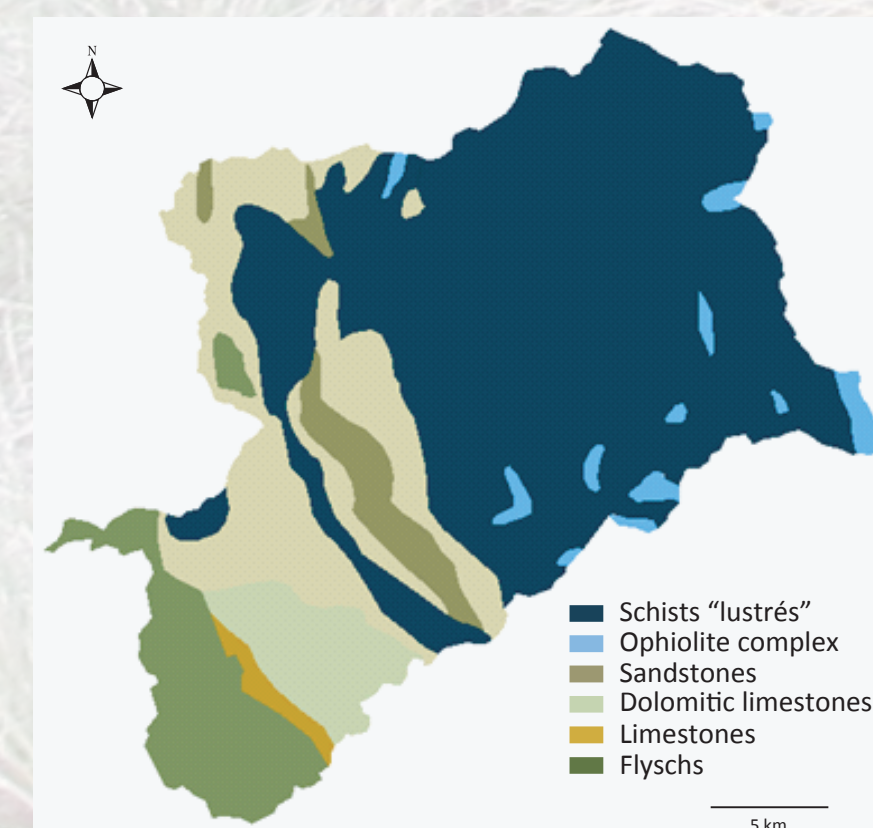 N
Schists “lustrés”
Ophiolite complex
Sandstones
Dolomitic limestones
Limestones
Flyschs
5 km